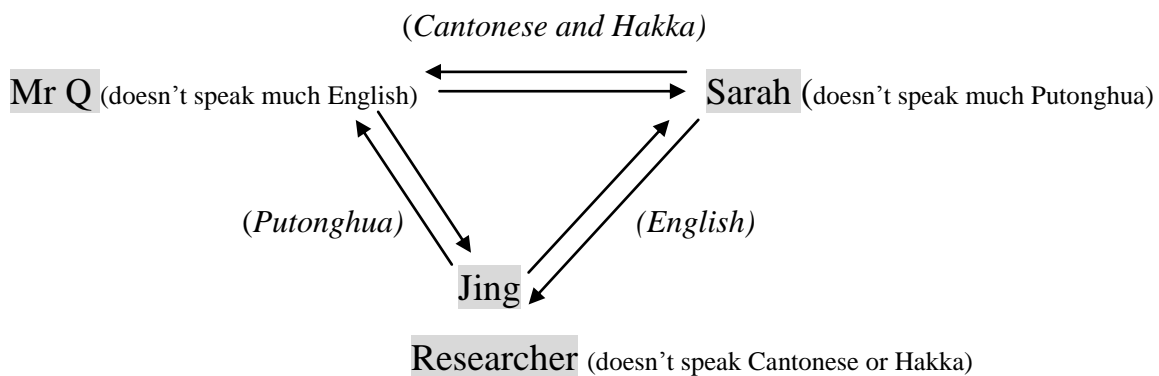 (Cantonese and Hakka)
Mr Q (doesn’t speak much English)
Sarah (doesn’t speak much Putonghua)
(Putonghua)
(English)
Jing
Researcher (doesn’t speak Cantonese or Hakka)